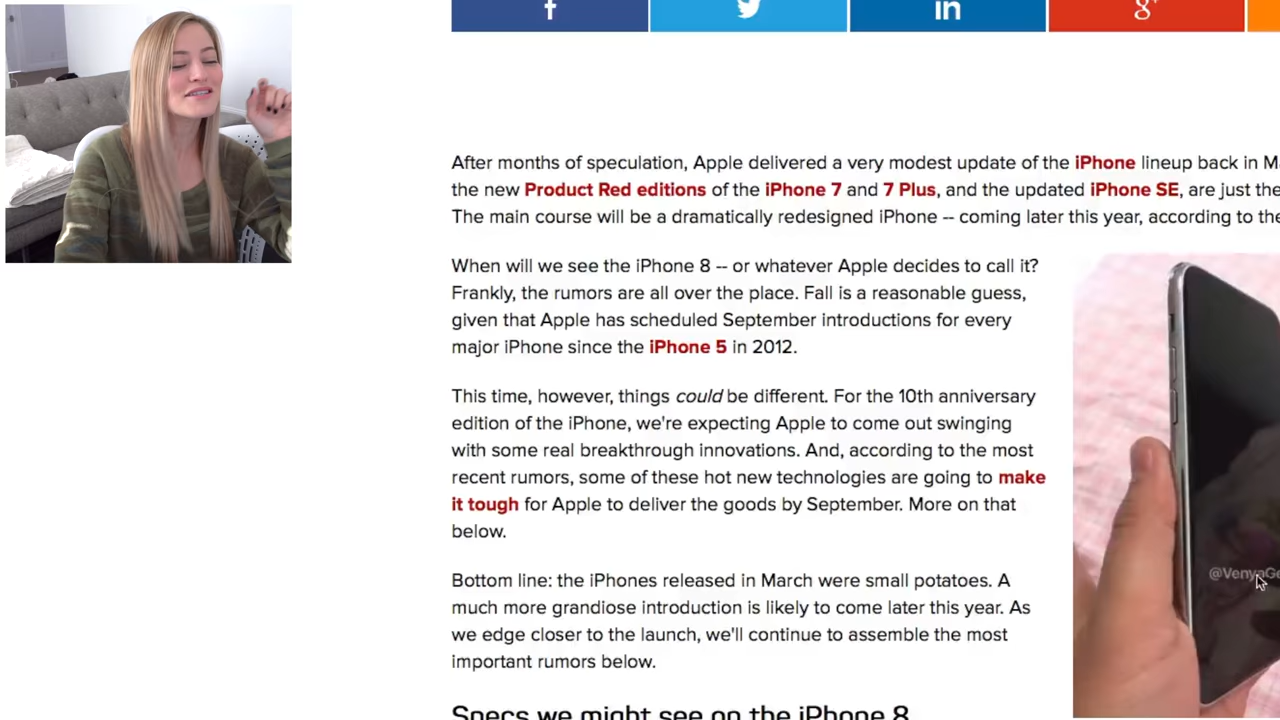 f in g+
After months of speculation, Apple delivered a very modest update of the iPhone lineup back in
the new Product Red editions of the iPhone 7 and 7 Plus, and the updated iPhone SE, are just the
The main course will be a dramatically redesigned iPhone -- coming later this year, according to the
When will we see the iPhone 8 -- or whatever Apple decides to call it?
Frankly, the rumors are all over the place. Fall is a reasonable guess,
given that Apple has scheduled September introductions for every
major iPhone since the iPhone 5 in 2012.
This time, however, things could be different. For the 10th anniversary
edition of the iPhone, we're expecting Apple to come out swinging
with some real breakthrough innovations. And, according to the most
recent rumors, some of these hot new technologies are going to make
it tough for Apple to deliver the goods by September. More on that
below.
Bottom line: the iPhones released in March were small potatoes. A
much more grandiose introduction is likely to come later this year. As
we edge closer to the launch, we'll continue to assemble the most
important rumors below.
Specs we might see on the iPhone 8